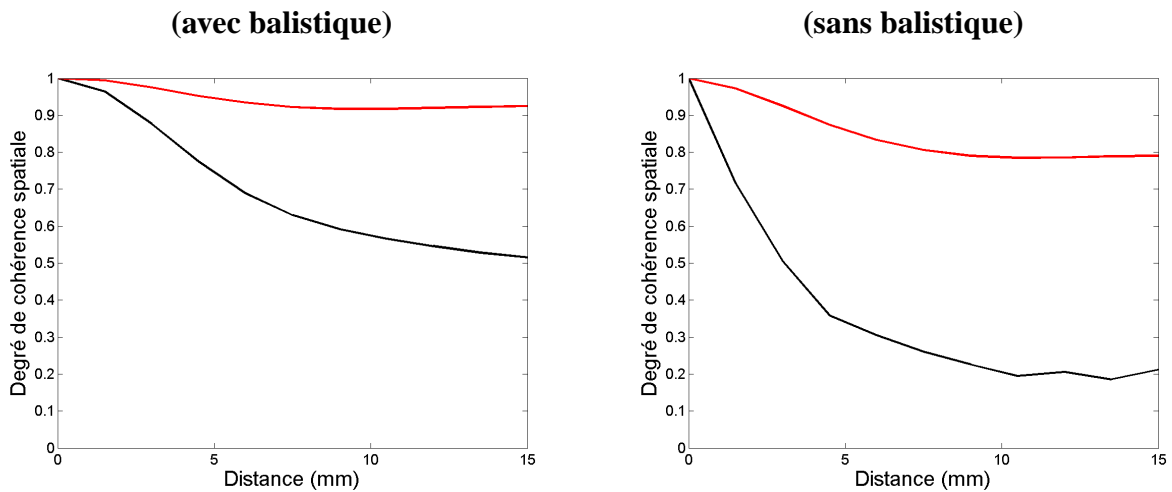 (avec balistique)
1
0.9
0.8
0.7
0.6
0.5
0.4
0.3
0.2
0.1
0
Degré de cohérence spatiale
0 5 10 15
Distance (mm)
(sans balistique)
1
0.9
0.8
0.7
0.6
0.5
0.4
0.3
0.2
0.1
0
Degré de cohérence spatiale
0 5 10 15
Distance (mm)